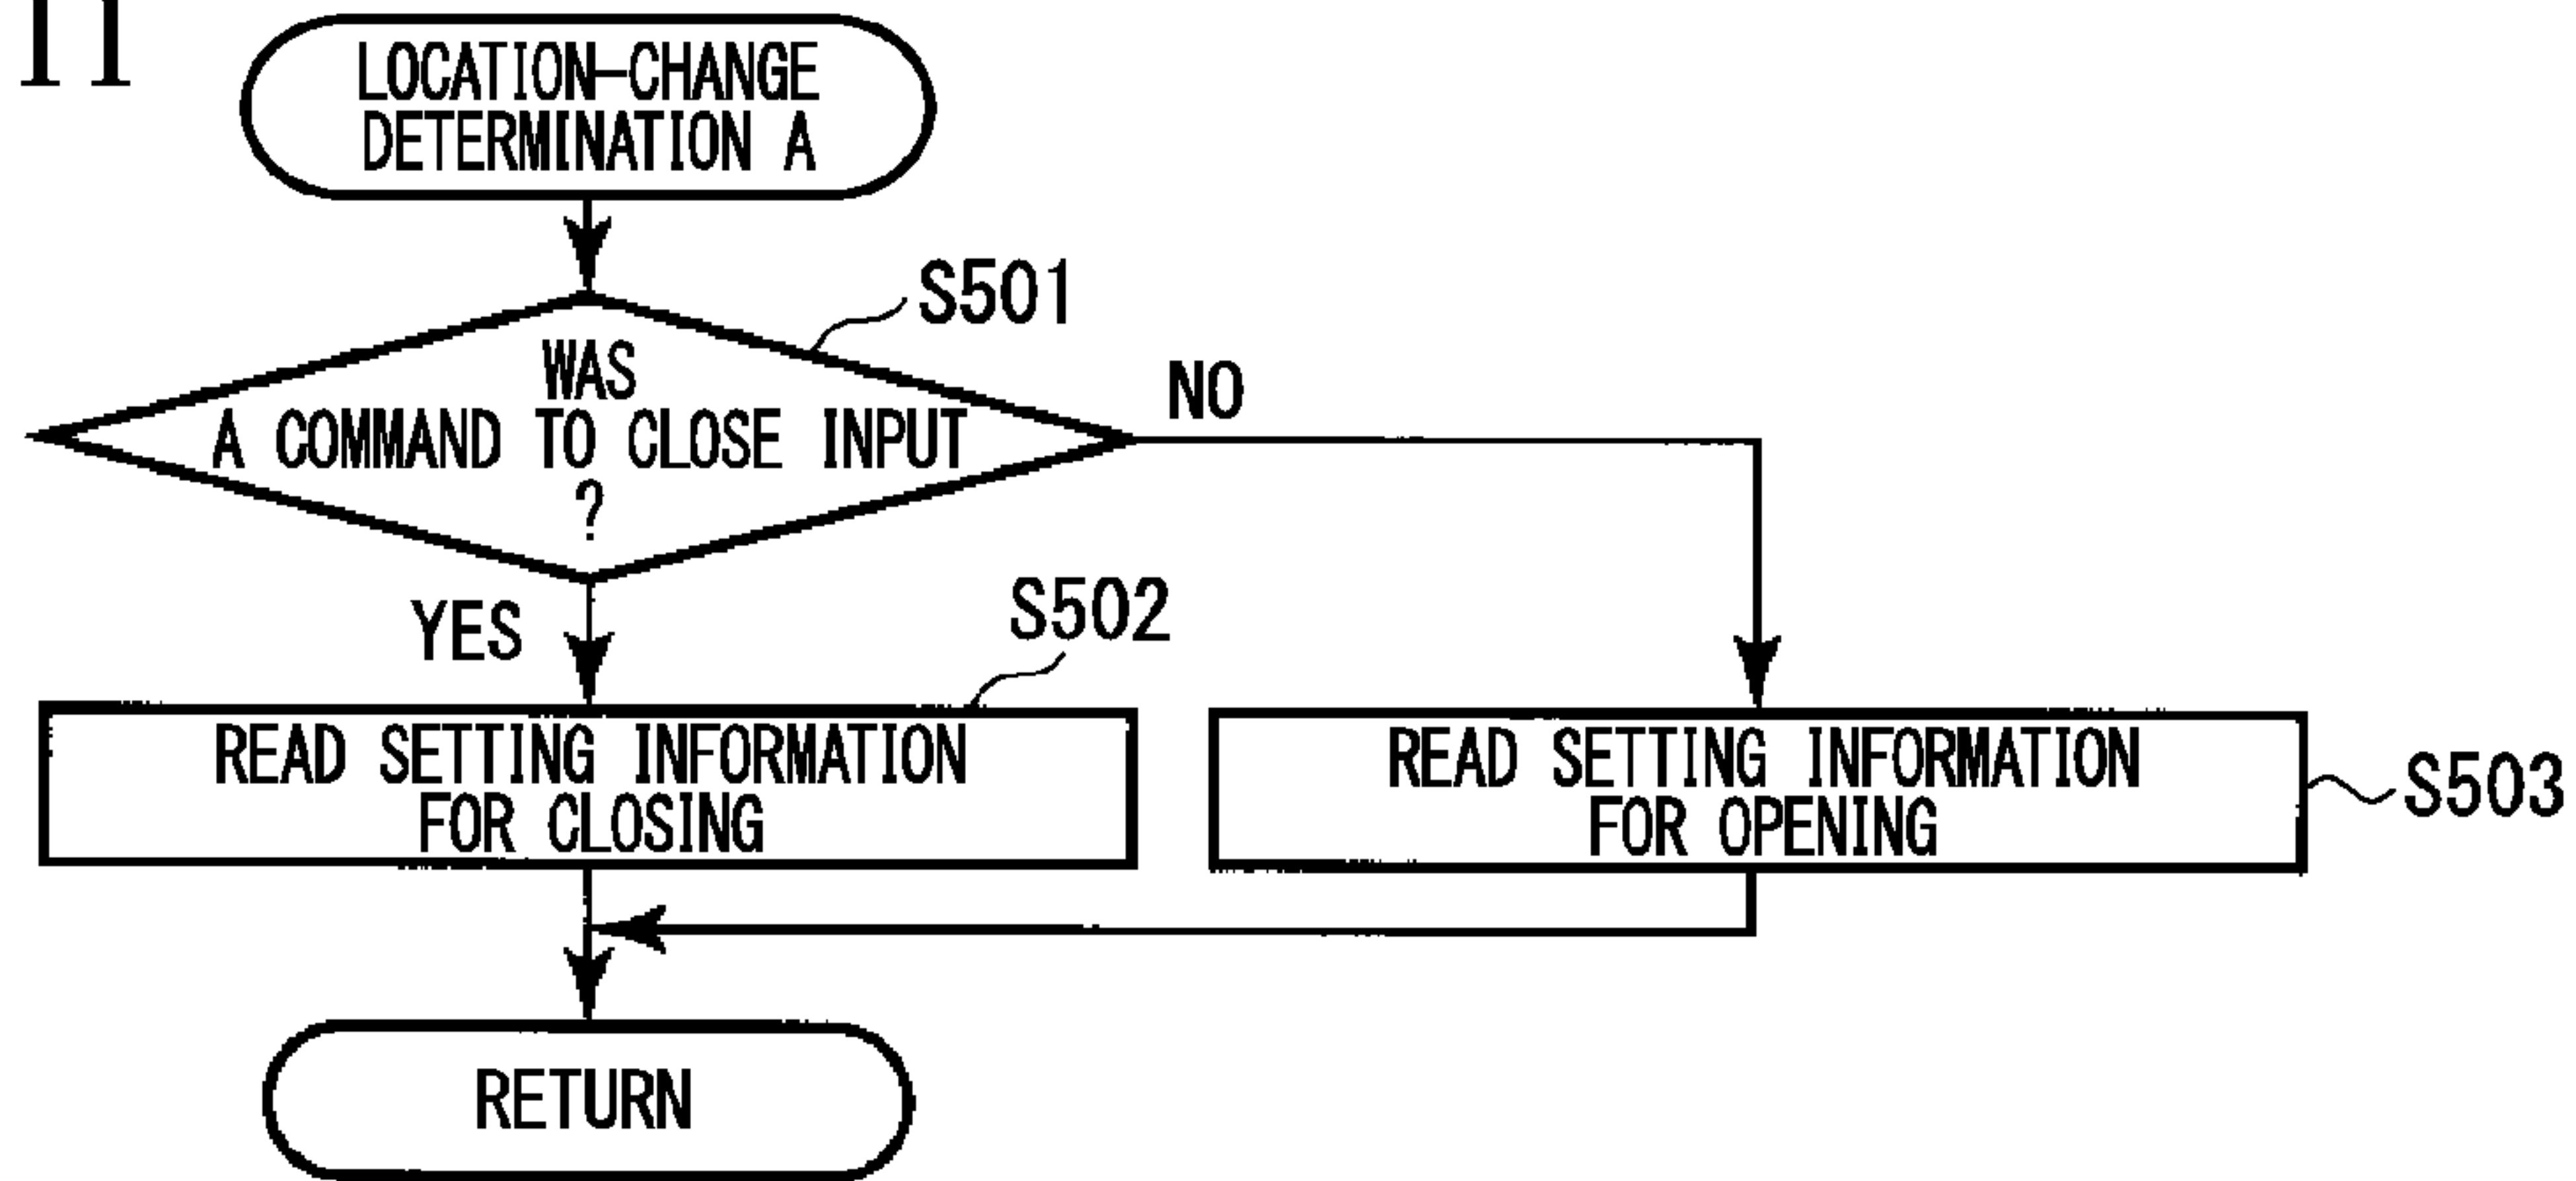 11
LOCATION-CHANGE
DETERMINATION A
S501
WAS
A COMMAND TO CLOSE INPUT
?
NO
YES
S502
READ SETTING INFORMATION
FOR CLOSING
READ SETTING INFORMATION
FOR OPENING
S503
RETURN